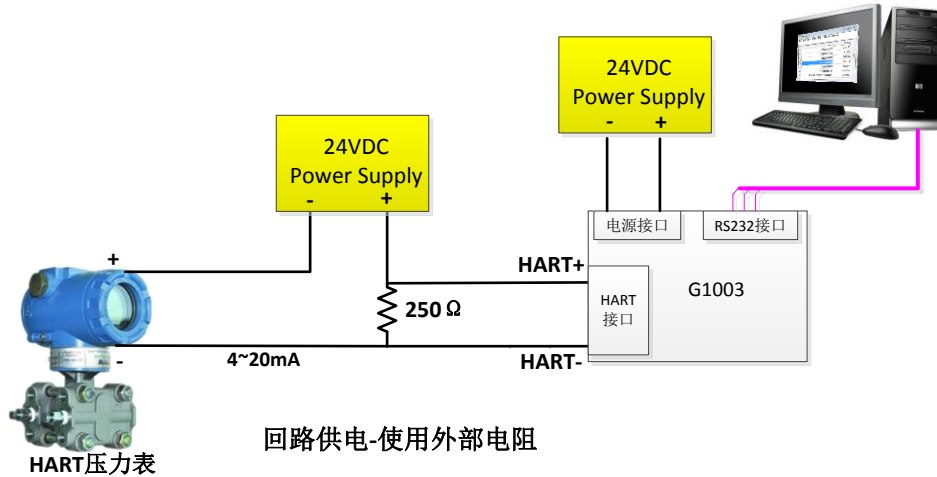 24VDC
Power Supply
- +
24VDC
Power Supply
- +
电源接口
RS232接口
+
HART+
HART
接口
G1003
250Ω
-
4~20mA
HART-
回路供电-使用外部电阻
HART压力表